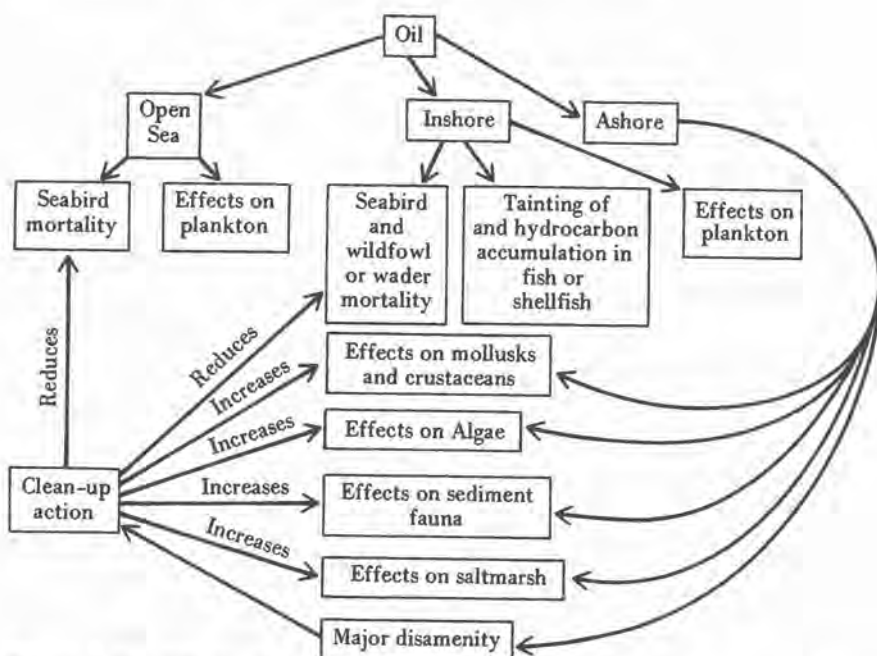 Oil
Open
Sea
Inshore
Ashore
Seabird
mortality
Effects on
plankton
Seabird
and
wildfowl
or wader
mortality
Tainting of
and hydrocarbon
accumulation in
fish or
shellfish
Effects on
plankton
Reduces
Reduces
Increases
Increases
Increases
Increases
Effects on mollusks
and crustaceans
Effects on Algae
Clean-up
action
Effects on sediment
fauna
Effects on saltmarsh
Major disamenity